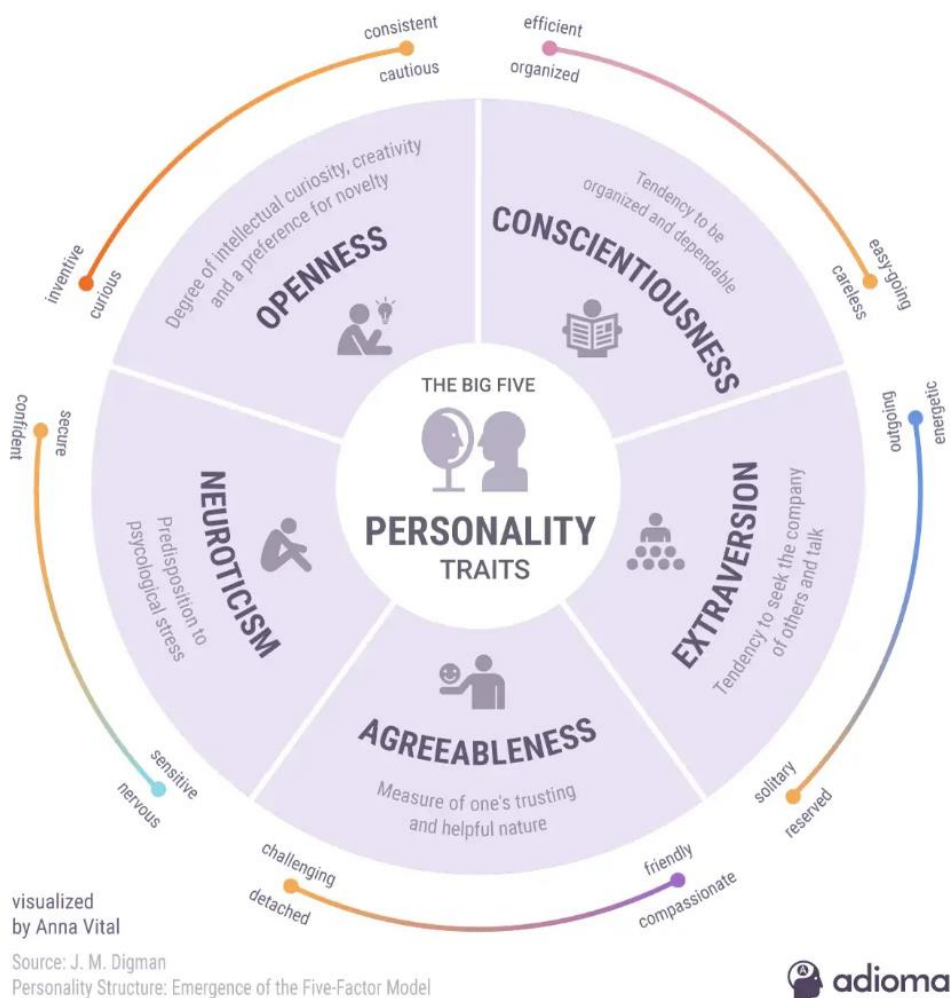 consistent
cautious
efficient
organized
inventive
curious
Degree of intellectual curiosity, creativity
and a preference for novelty
OPENNESS
Tendency to be
organized and dependable
CONSCIENTIOUSNESS
easy-going
careless
THE BIG FIVE
PERSONALITY
TRAITS
secure
confident
NEUROTICISM
Predisposition to
psycological stress
sensitive
nervous
energetic
outgoing
EXTRAVERSION
Tendency to seek the company
of others and talk
solitary
reserved
AGREEABLENESS
Measure of one's trusting
and helpful nature
challenging
detached
friendly
compassionate
visualized
by Anna Vital
Source: J. M. Digman
Personality Structure: Emergence of the Five-Factor Model
A
adioma